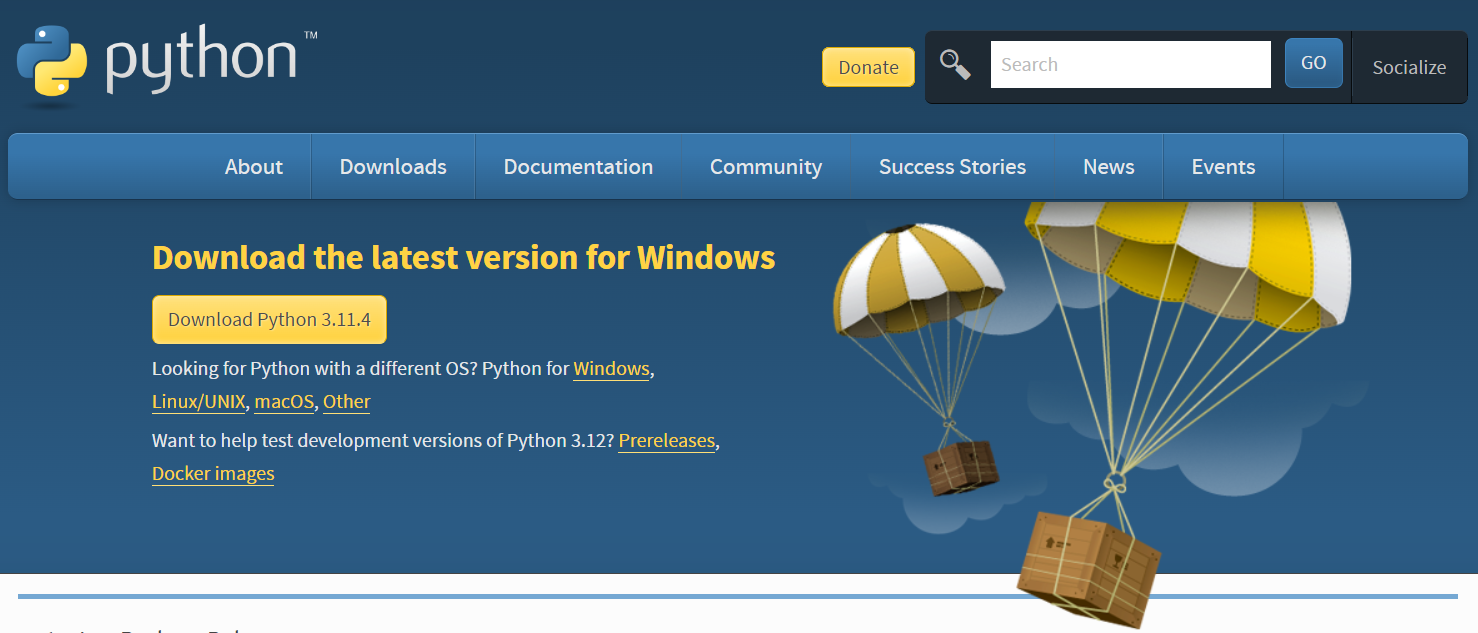 python™
Donate
Search
GO
Socialize
About
Downloads
Documentation
Community
Success Stories
News
Events
Download the latest version for Windows
Download Python 3.11.4
Looking for Python with a different OS? Python for Windows,
Linux/UNIX, macOS, Other
Want to help test development versions of Python 3.12? Prereleases,
Docker images